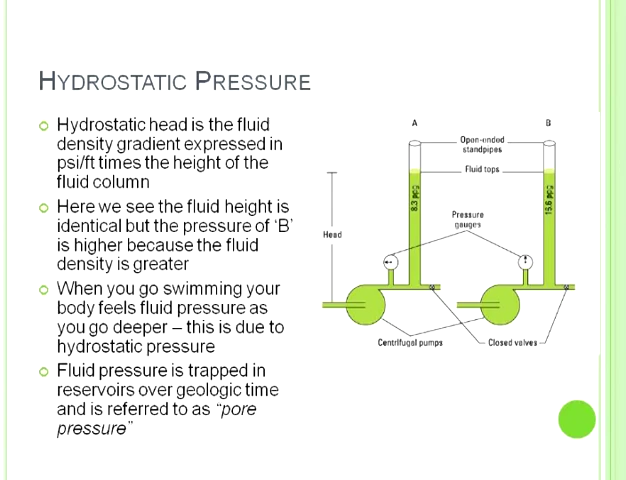 HYDROSTATIC PRESSURE
Hydrostatic head is the fluid
density gradient expressed in
psi/ft times the height of the
fluid column
Here we see the fluid height is
identical but the pressure of ‘B’
is higher because the fluid
density is greater
When you go swimming your
body feels fluid pressure as
you go deeper – this is due to
hydrostatic pressure
Fluid pressure is trapped in
reservoirs over geologic time
and is referred to as “pore
pressure”
A
B
Open-ended
standpipes
Fluid tops
8.3 ppg
15.6 ppg
Pressure
gauges
Head
Centrifugal pumps
Closed valves